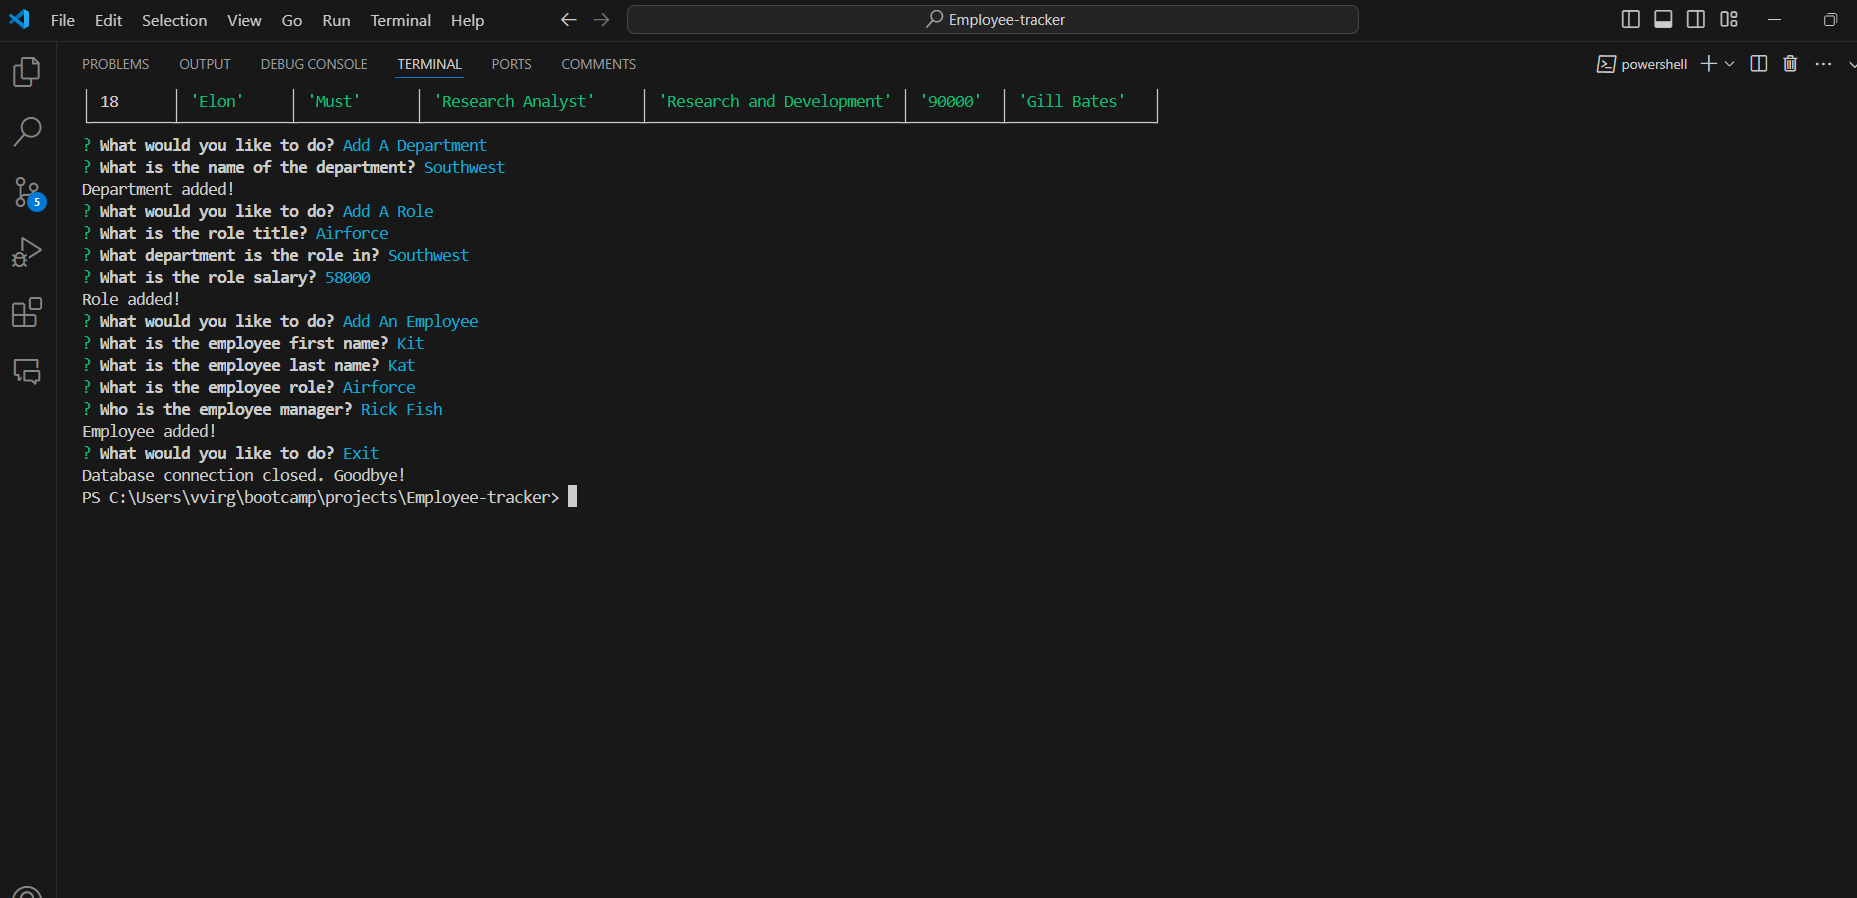 File Edit Selection View Go Run Terminal Help
Employee-tracker
PROBLEMS OUTPUT DEBUG CONSOLE TERMINAL PORTS COMMENTS
powershell
18 'Elon' 'Must' 'Research Analyst' 'Research and Development' '90000' 'Gill Bates'
? What would you like to do? Add A Department
? What is the name of the department? Southwest
Department added!
? What would you like to do? Add A Role
? What is the role title? Airforce
? What department is the role in? Southwest
? What is the role salary? 58000
Role added!
? What would you like to do? Add An Employee
? What is the employee first name? Kit
? What is the employee last name? Kat
? What is the employee role? Airforce
? Who is the employee manager? Rick Fish
Employee added!
? What would you like to do? Exit
Database connection closed. Goodbye!
PS C:\Users\vvirg\bootcamp\projects\Employee-tracker>
5